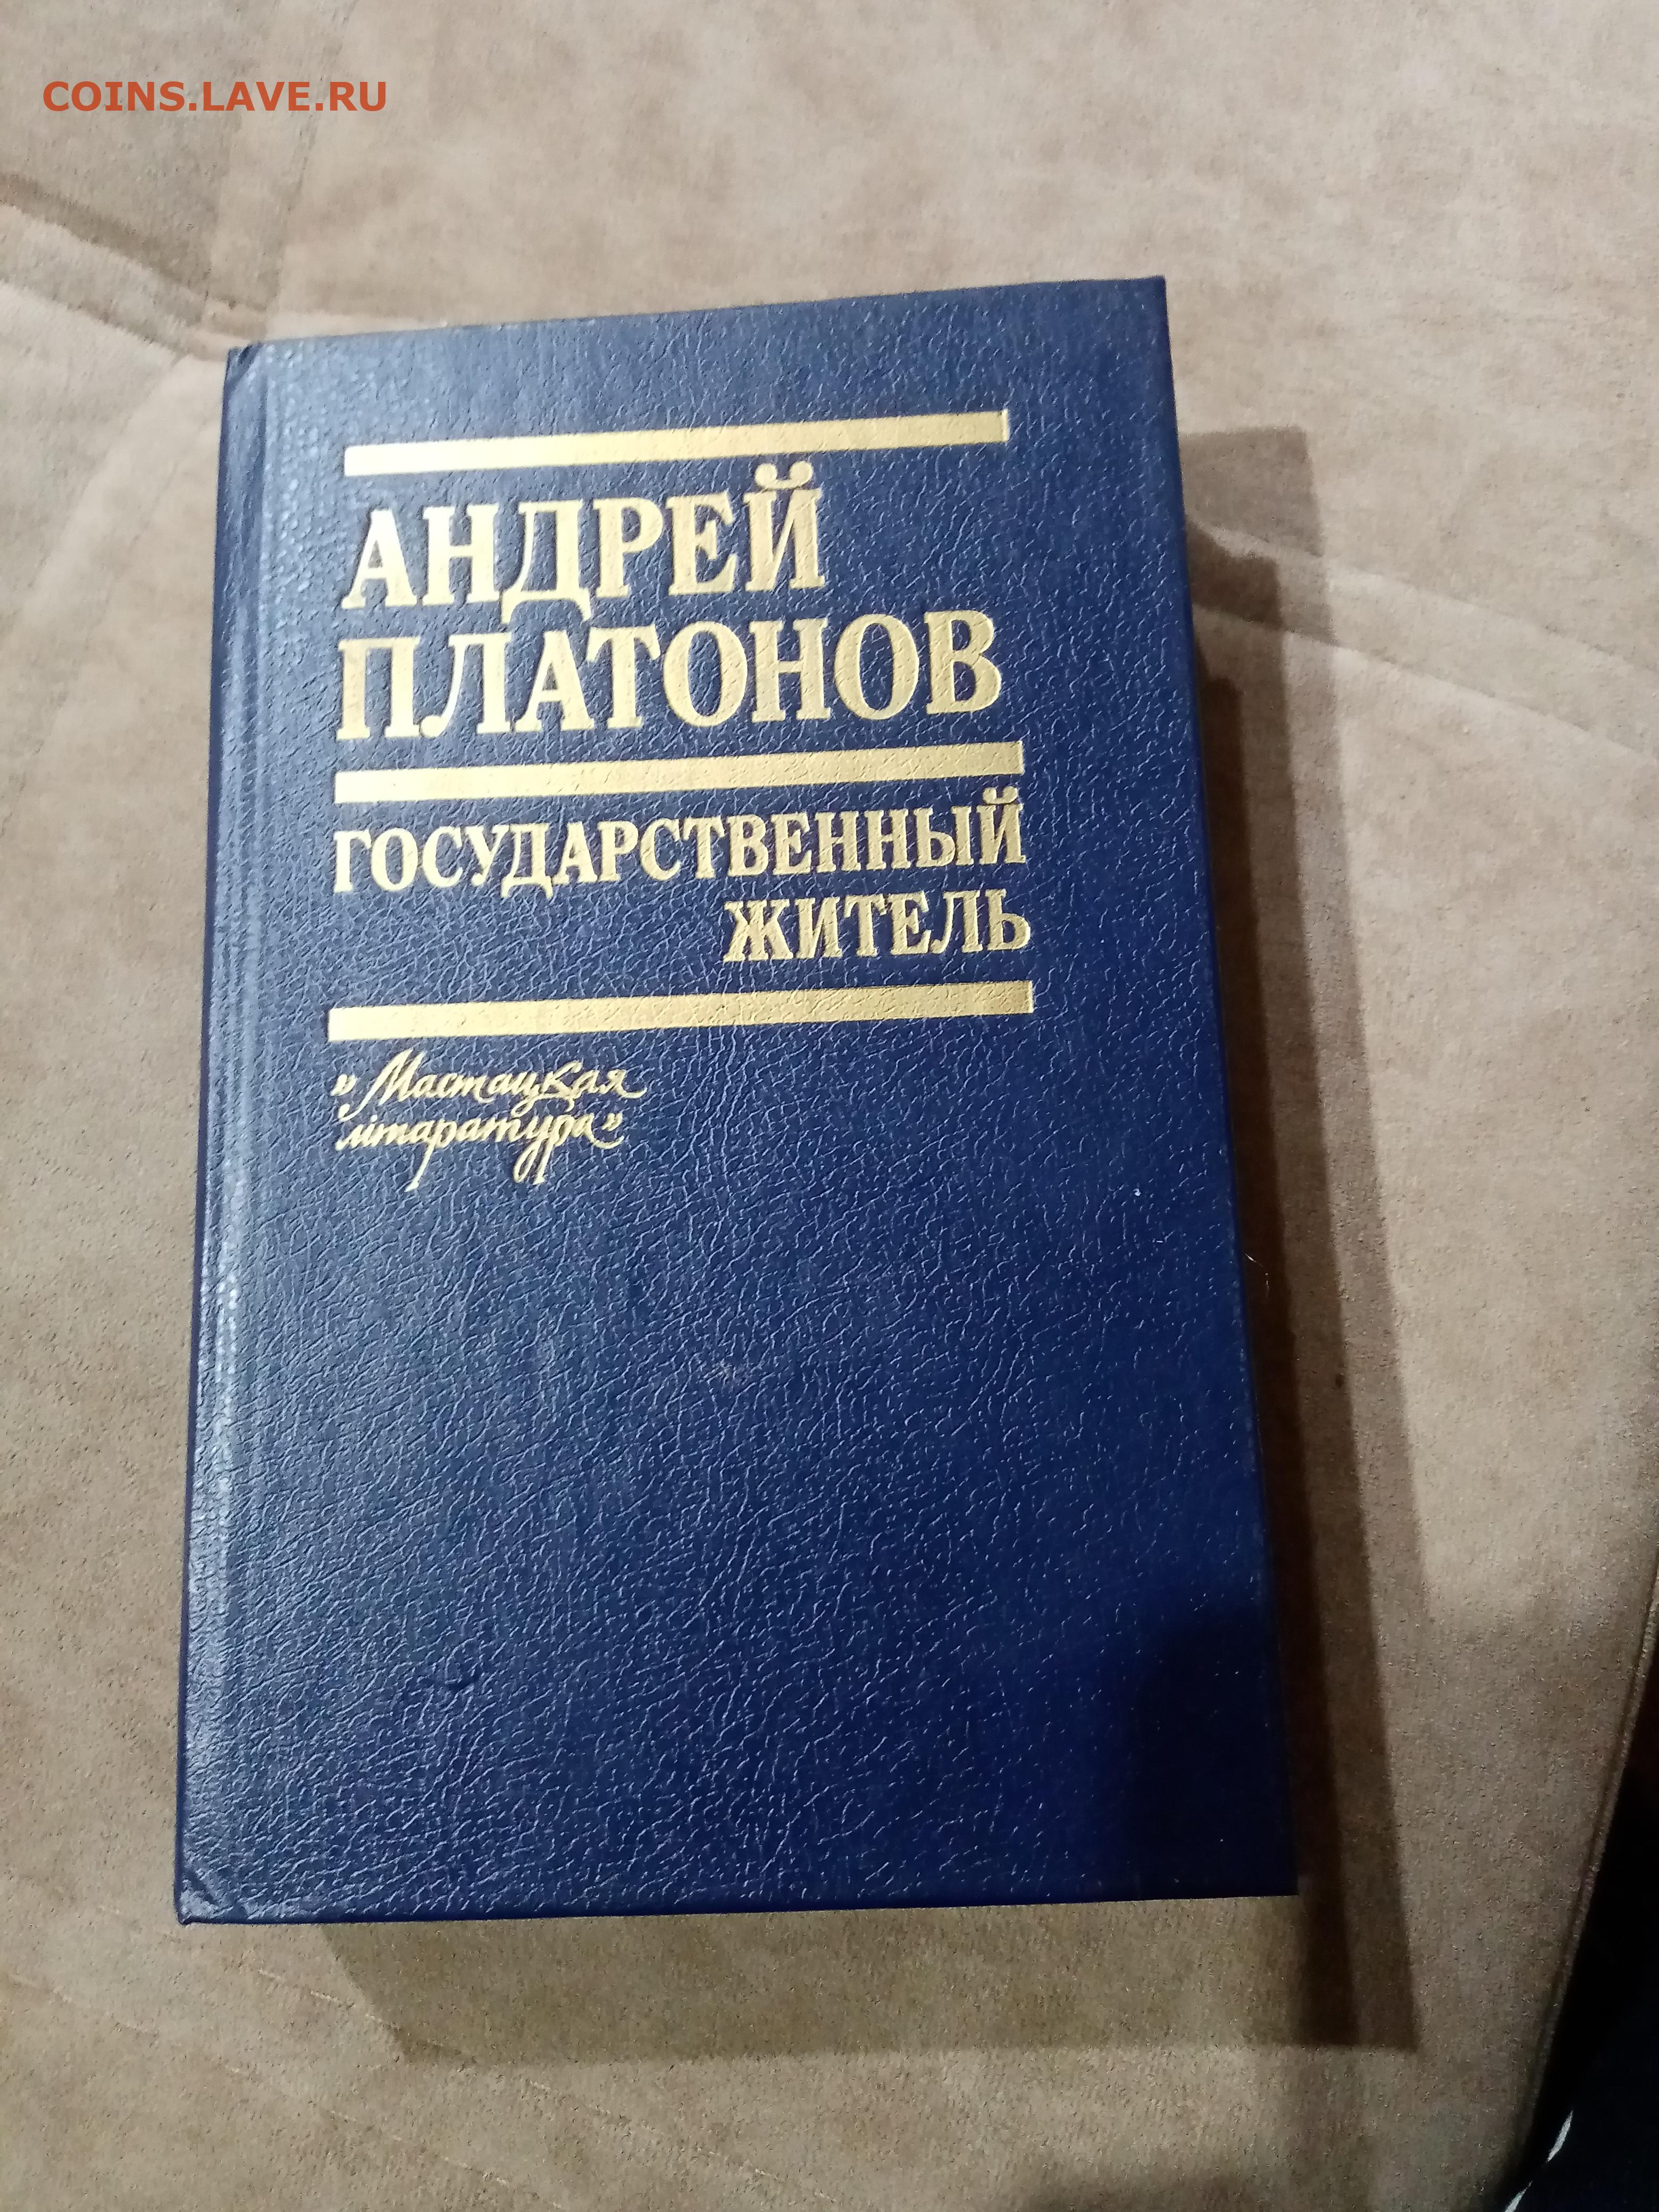 COINS.LAVE.RU
АНДРЕЙ
ПЛАТОНОВ
ГОСУДАРСТВЕННЫЙ
ЖИТЕЛЬ
„Мастацкая
літаратура”